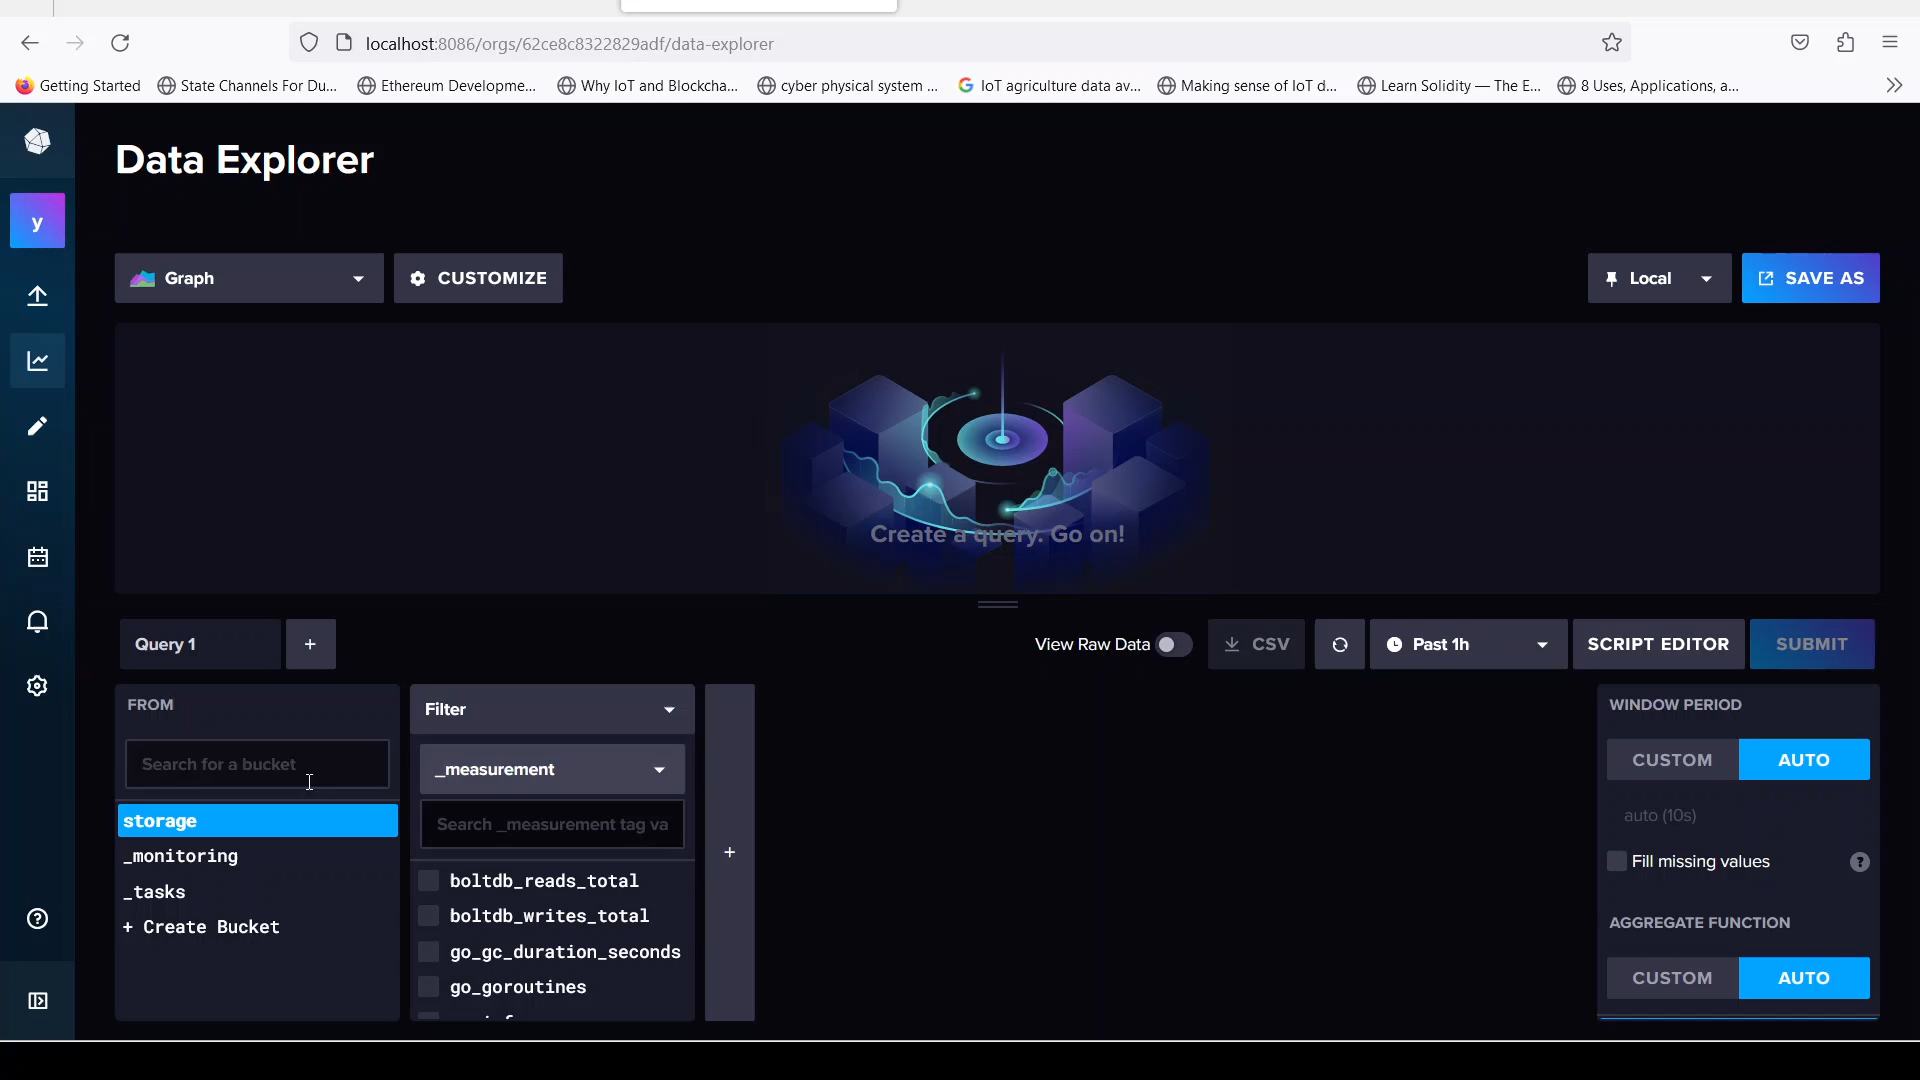 localhost:8086/orgs/62ce8c8322829adf/data-explorer
Getting Started
State Channels For Du...
Ethereum Developme...
Why IoT and Blockcha...
cyber physical system ...
IoT agriculture data av...
Making sense of IoT d...
Learn Solidity — The E...
8 Uses, Applications, a...
Data Explorer
y
Graph
CUSTOMIZE
Local
SAVE AS
Create a query. Go on!
Query 1
+
View Raw Data
CSV
Past 1h
SCRIPT EDITOR
SUBMIT
FROM
Search for a bucket
storage
_monitoring
_tasks
+ Create Bucket
Filter
_measurement
Search _measurement tag va
boltdb_reads_total
boltdb_writes_total
go_gc_duration_seconds
go_goroutines
+
WINDOW PERIOD
CUSTOM
AUTO
auto (10s)
Fill missing values
?
AGGREGATE FUNCTION
CUSTOM
AUTO